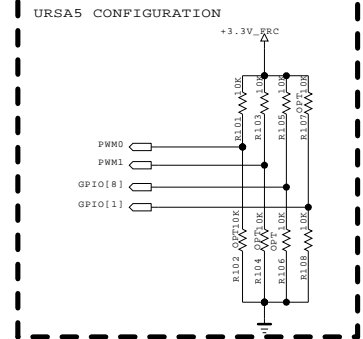 URSA5 CONFIGURATION
+3.3V_FRC
R101 10K
R103 10K
R105 10K
R107 OPT 10K
PWM0
PWM1
GPIO[8]
GPIO[1]
R102 OPT 10K
R104 OPT 10K
R106 OPT 10K
R108 10K